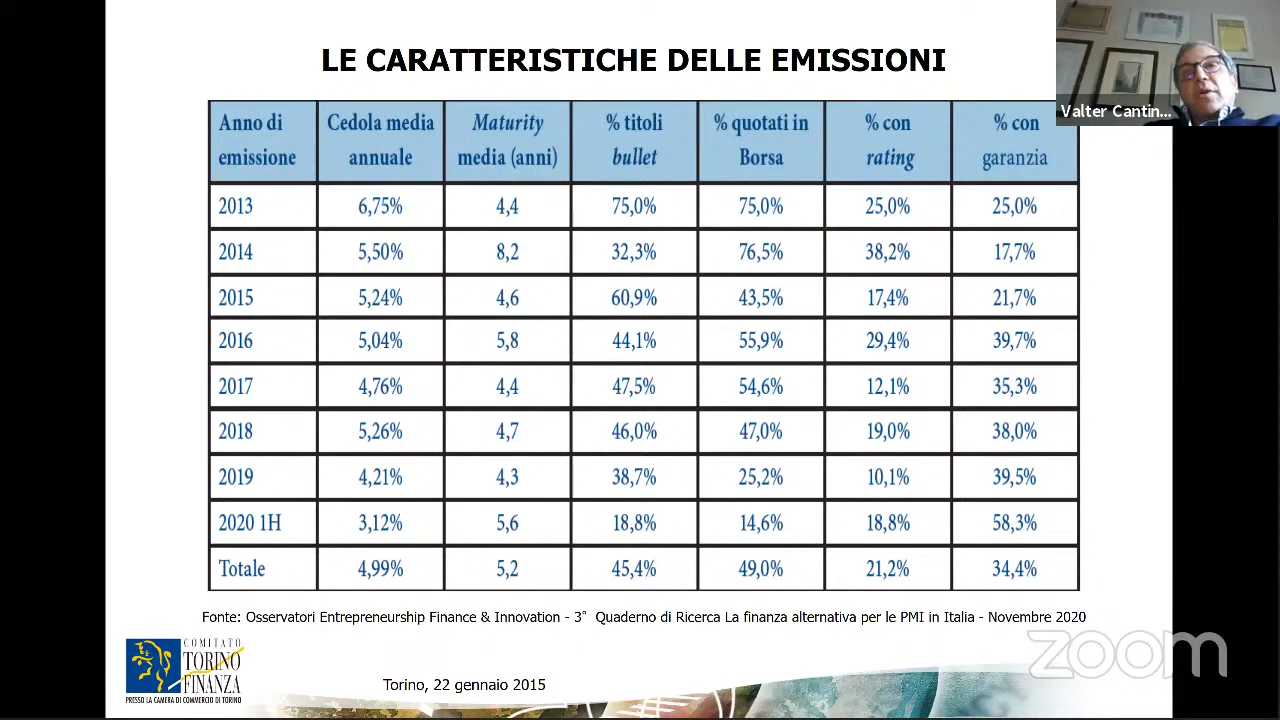 LE CARATTERISTICHE DELLE EMISSIONI
Valter Cantin...
Anno di emissione Cedola media annuale Maturity media (anni) % titoli bullet % quotati in Borsa % con rating % con garanzia
2013 6,75% 4,4 75,0% 75,0% 25,0% 25,0%
2014 5,50% 8,2 32,3% 76,5% 38,2% 17,7%
2015 5,24% 4,6 60,9% 43,5% 17,4% 21,7%
2016 5,04% 5,8 44,1% 55,9% 29,4% 39,7%
2017 4,76% 4,4 47,5% 54,6% 12,1% 35,3%
2018 5,26% 4,7 46,0% 47,0% 19,0% 38,0%
2019 4,21% 4,3 38,7% 25,2% 10,1% 39,5%
2020 1H 3,12% 5,6 18,8% 14,6% 18,8% 58,3%
Totale 4,99% 5,2 45,4% 49,0% 21,2% 34,4%
Fonte: Osservatori Entrepreneurship Finance & Innovation - 3° Quaderno di Ricerca La finanza alternativa per le PMI in Italia - Novembre 2020
zoom
COMITATO
TORINO
FINANZA
PRESSO LA CAMERA DI COMMERCIO DI TORINO
Torino, 22 gennaio 2015